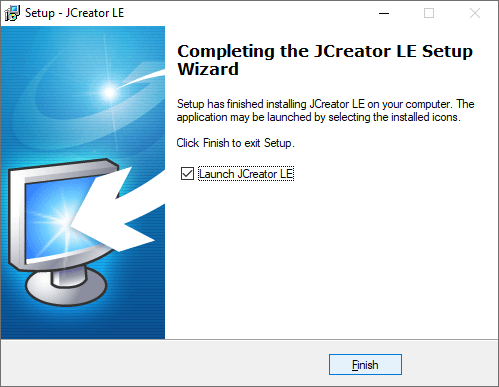 Setup - JCreator LE
Completing the JCreator LE Setup
Wizard
Setup has finished installing JCreator LE on your computer. The
application may be launched by selecting the installed icons.
Click Finish to exit Setup.
Launch JCreator LE
Finish